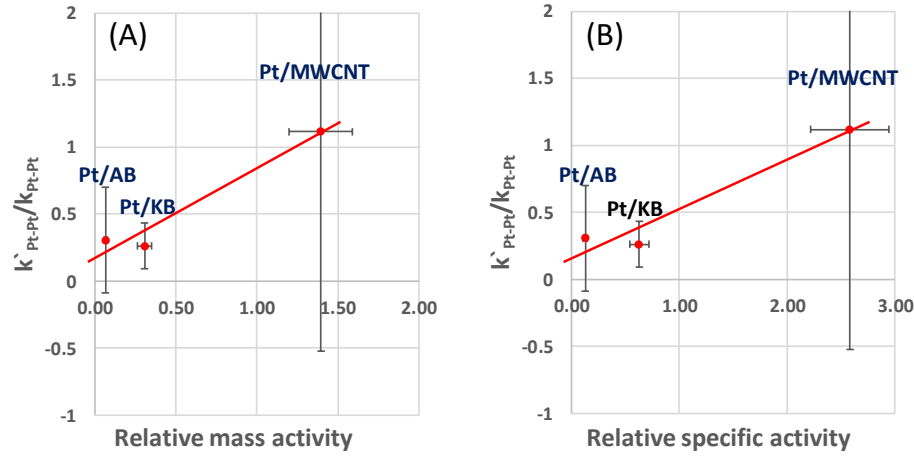 (A)
2
1.5
1
0.5
0
-0.5
-1
0.00
0.50
1.00
1.50
2.00
Pt/MWCNT
Pt/AB
Pt/KB
k`Pt-Pt/kPt-Pt
Relative mass activity
(B)
2
1.5
1
0.5
0
-0.5
-1
0.00
1.00
2.00
3.00
Pt/MWCNT
Pt/AB
Pt/KB
k`Pt-Pt/kPt-Pt
Relative specific activity